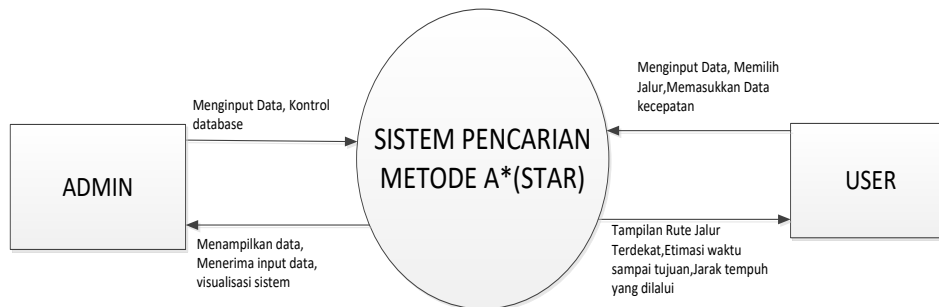 Menginput Data, Memilih
Jalur,Memasukkan Data
kecepatan
Menginput Data, Kontrol
database
SISTEM PENCARIAN
METODE A*(STAR)
ADMIN
USER
Menampilkan data,
Menerima input data,
visualisasi sistem
Tampilan Rute Jalur
Terdekat,Etimasi waktu
sampai tujuan,Jarak tempuh
yang dilalui